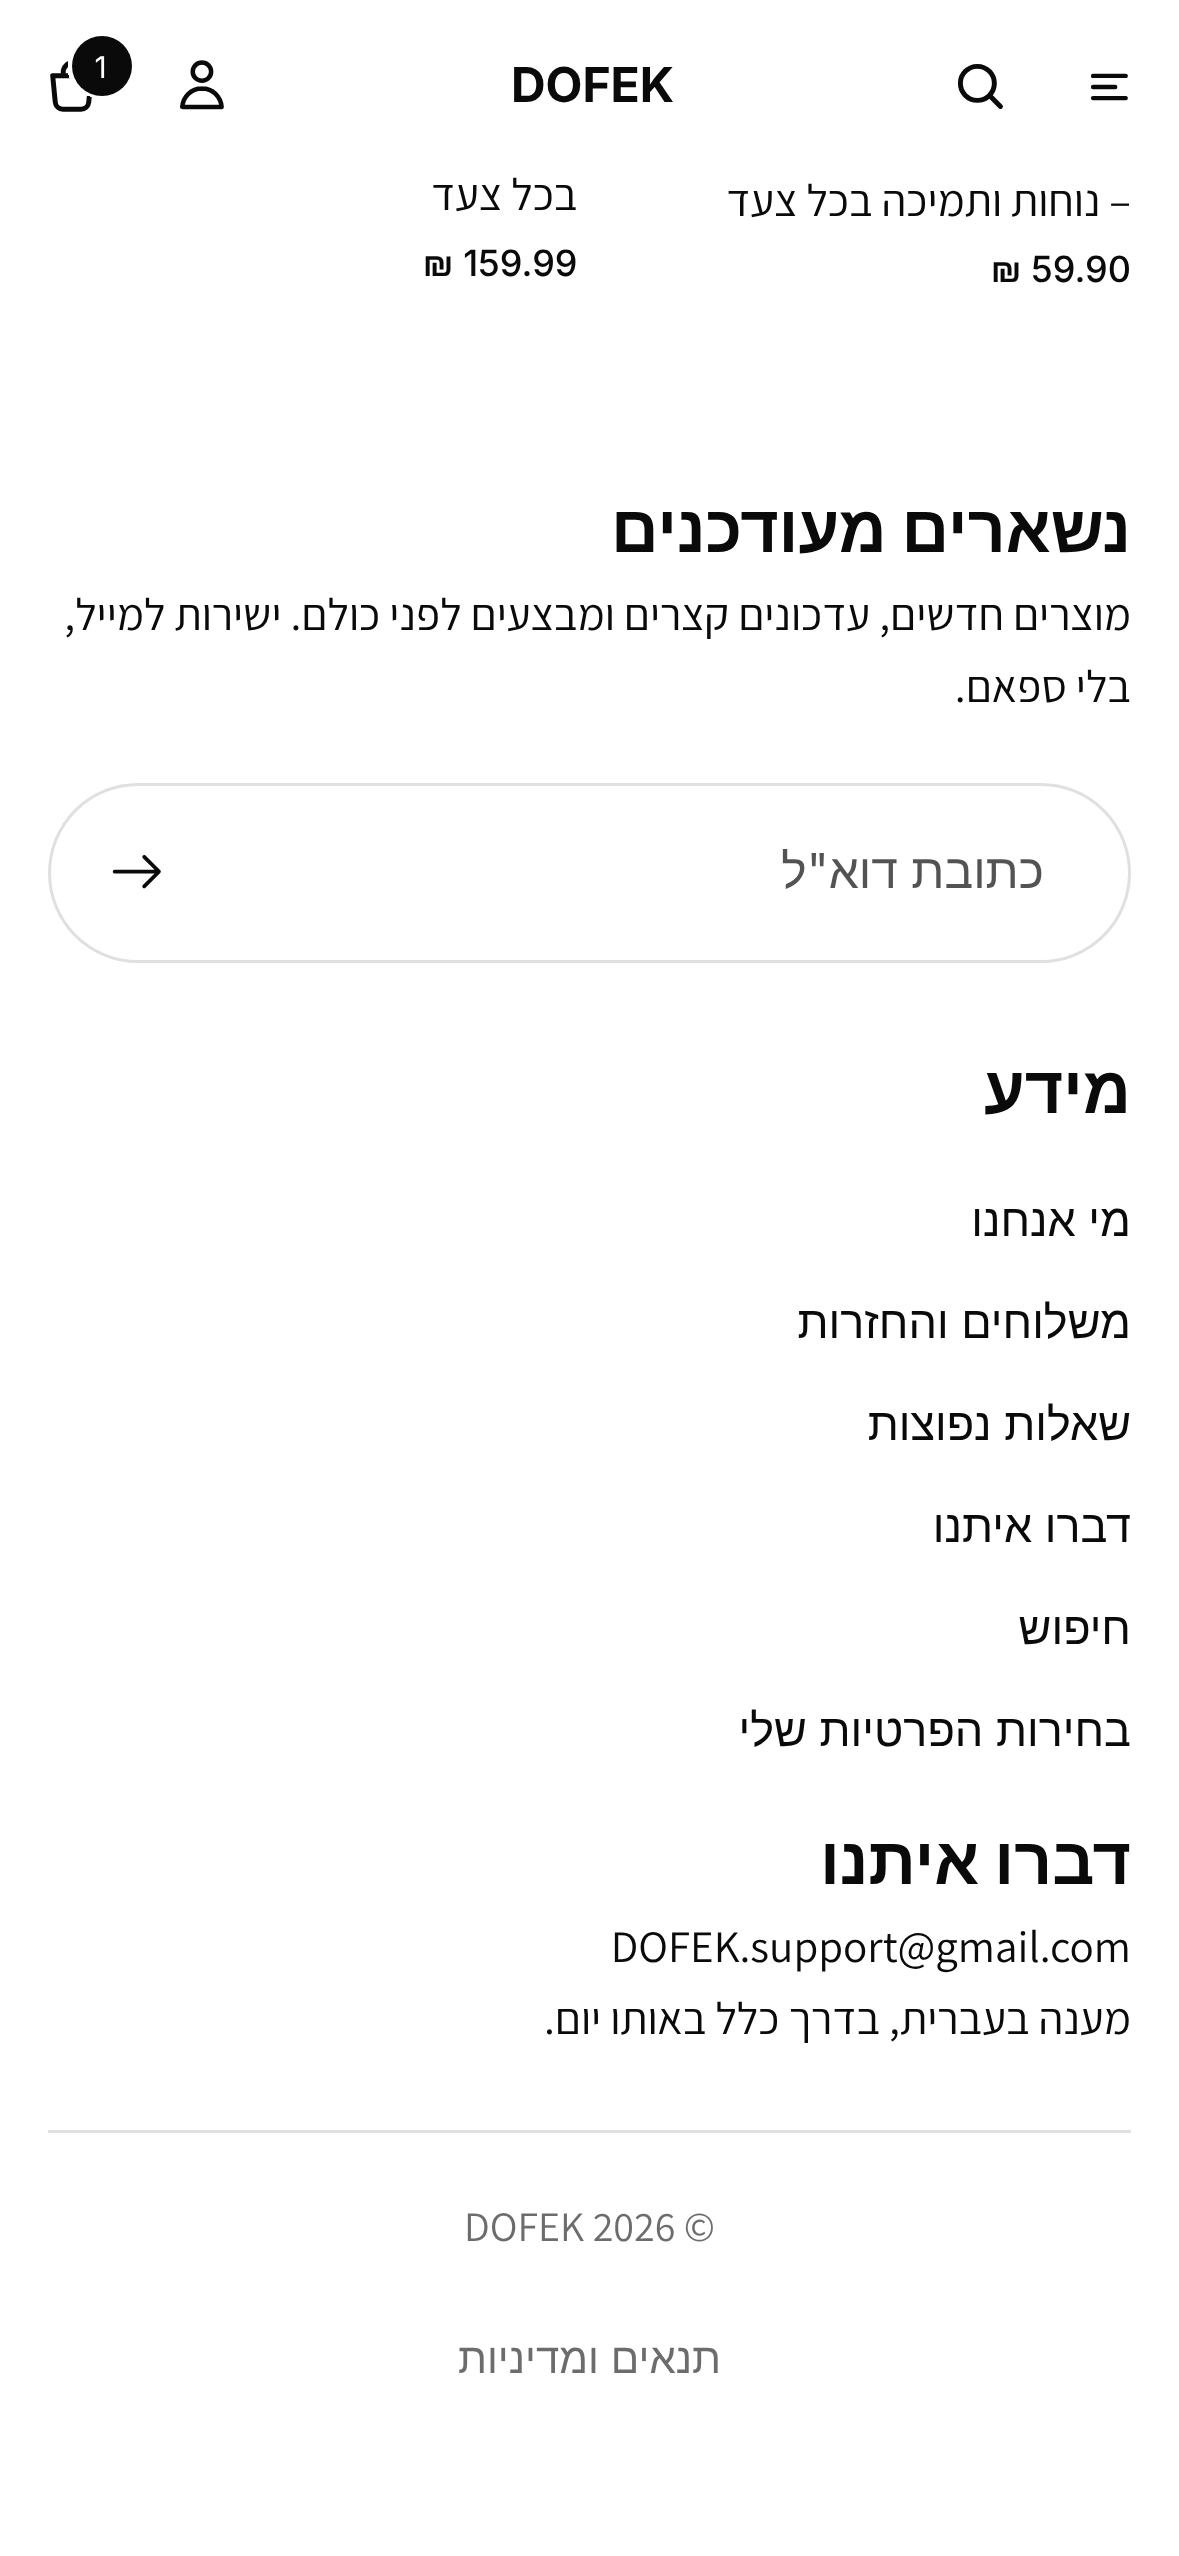 1
DOFEK
– נוחות ותמיכה בכל צעד
59.90 ₪
בכל צעד
159.99 ₪
נשארים מעודכנים
מוצרים חדשים, עדכונים קצרים ומבצעים לפני כולם. ישירות למייל,
בלי ספאם.
כתובת דוא"ל
מידע
מי אנחנו
משלוחים והחזרות
שאלות נפוצות
דברו איתנו
חיפוש
בחירות הפרטיות שלי
דברו איתנו
DOFEK.support@gmail.com
מענה בעברית, בדרך כלל באותו יום.
© DOFEK 2026
תנאים ומדיניות